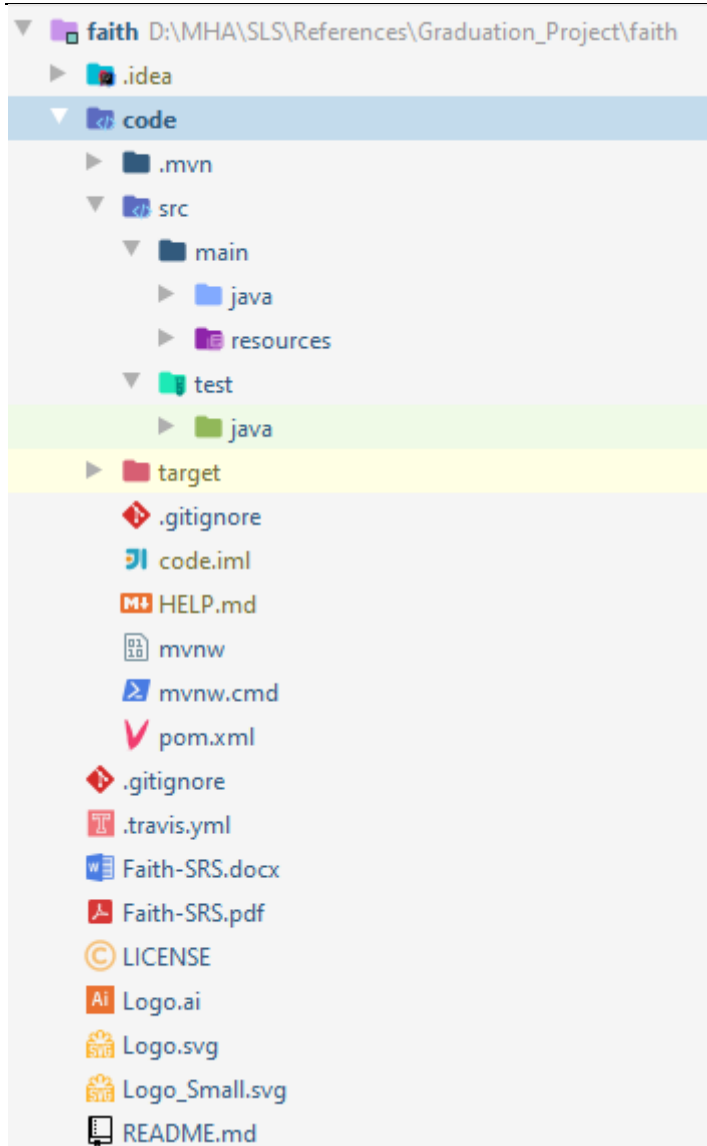 faith D:\MHA\SLS\References\Graduation_Project\faith
.idea
code
.mvn
src
main
java
resources
test
java
target
.gitignore
code.iml
HELP.md
mvnw
mvnw.cmd
pom.xml
.gitignore
.travis.yml
Faith-SRS.docx
Faith-SRS.pdf
LICENSE
Logo.ai
Logo.svg
Logo_Small.svg
README.md